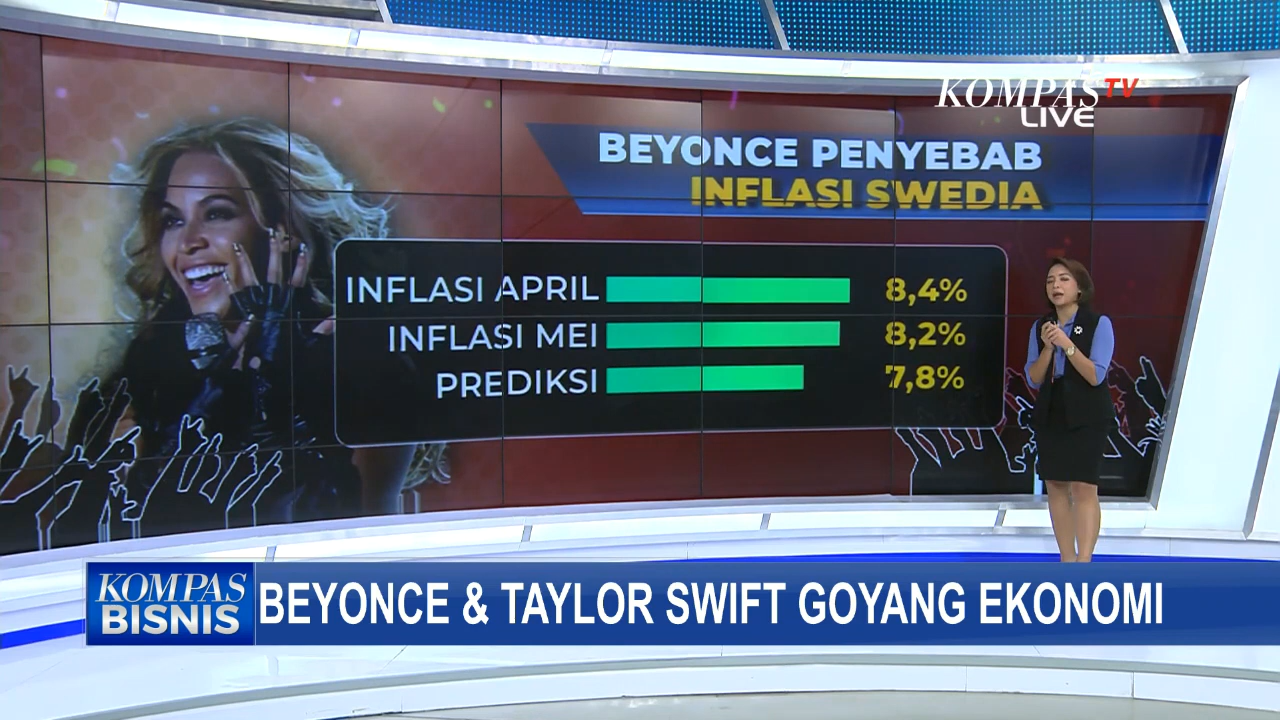 KOMPAS TV
LIVE
BEYONCE PENYEBAB
INFLASI SWEDIA
INFLASI APRIL 8,4%
INFLASI MEI 8,2%
PREDIKSI 7,8%
KOMPAS
BISNIS
BEYONCE & TAYLOR SWIFT GOYANG EKONOMI